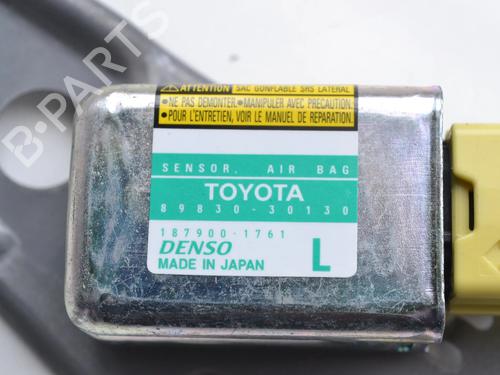 ATTENTION SAC GONFLABLE SRS LATERAL
•NE PAS DEMONTER.•MANIPULER AVEC PRECAUTION.
•POUR L'ENTRETIEN, VOIR LE MANUEL DE REPARATION.
SENSOR, AIR BAG
TOYOTA
89830-30130
187900-1761
DENSO
MADE IN JAPAN
L
B-PARTS